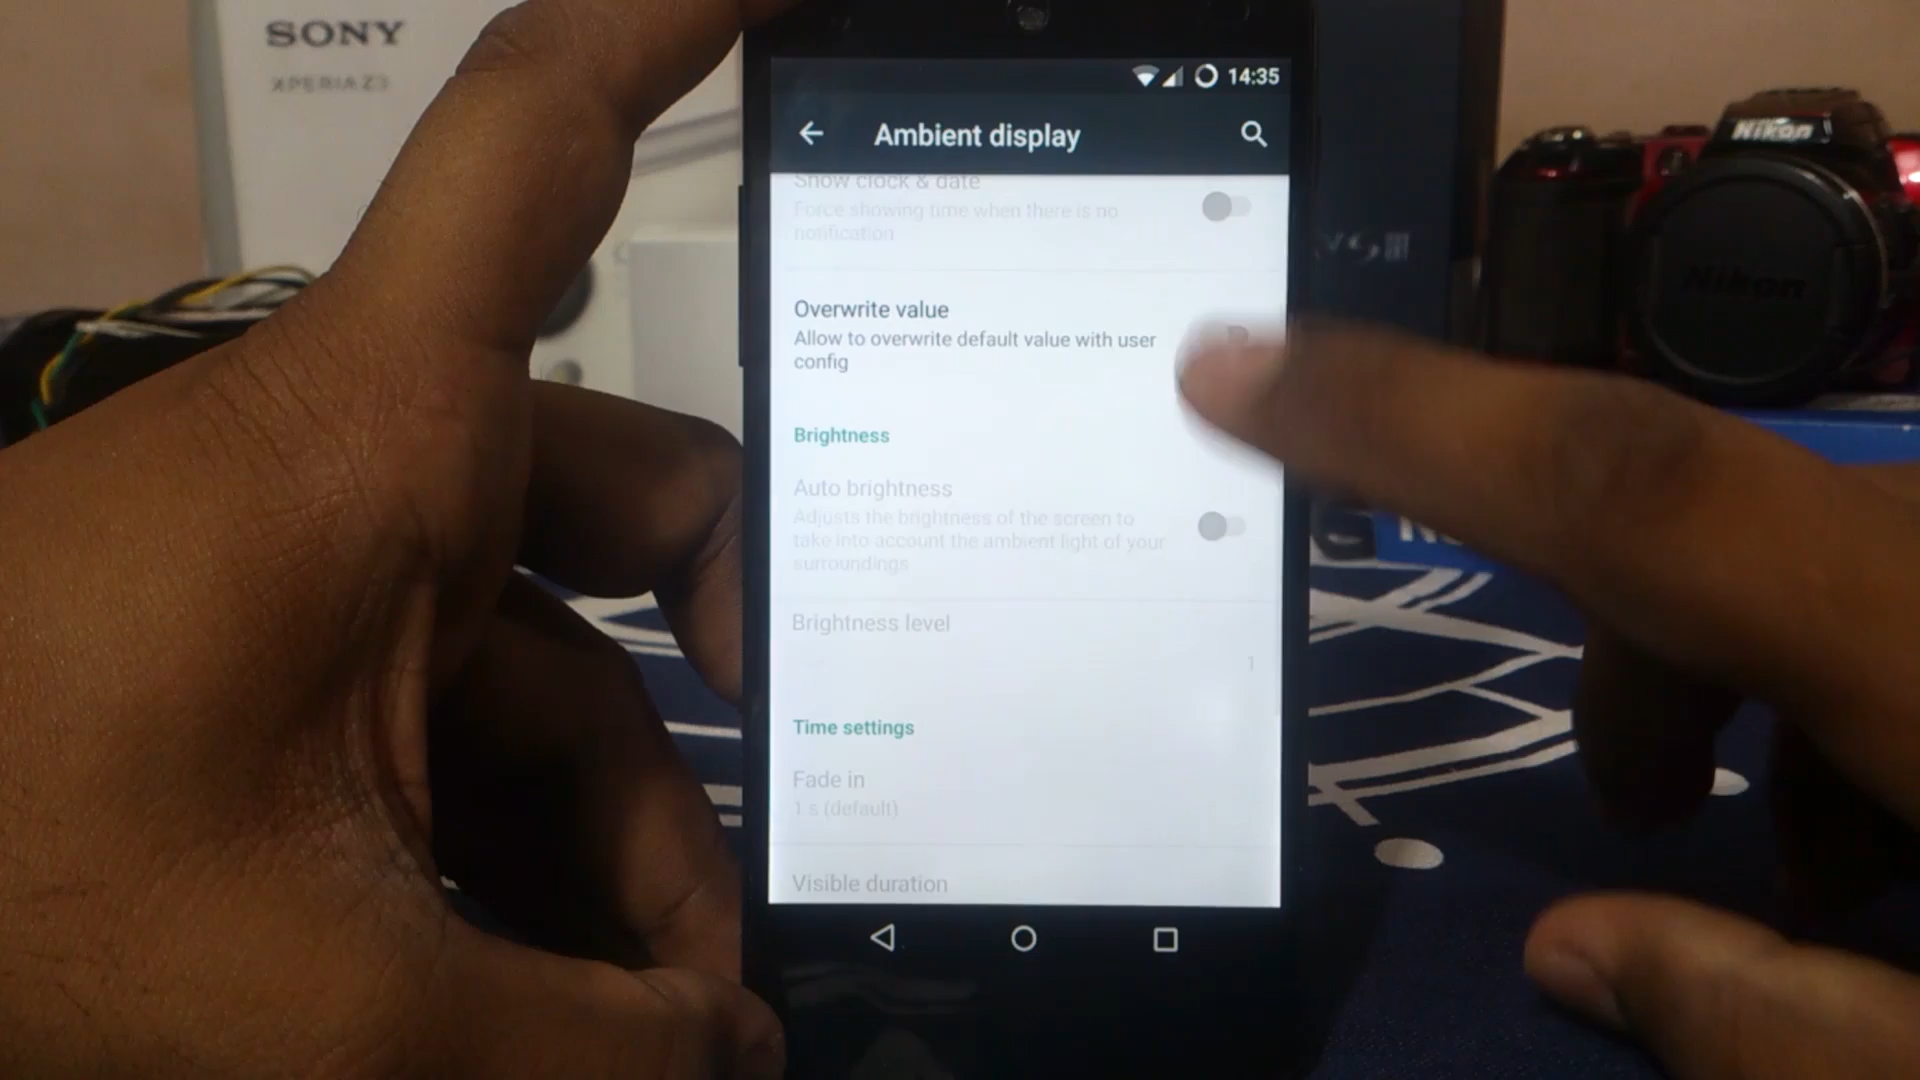 SONY
XPERIA Z3
14:35
Ambient display
Show clock & date
Force showing time when there is no
notification
Overwrite value
Allow to overwrite default value with user
config
Brightness
Auto brightness
Adjusts the brightness of the screen to
take into account the ambient light of your
surroundings
Brightness level
1
Time settings
Fade in
1 s (default)
Visible duration
Nikon
Nikon